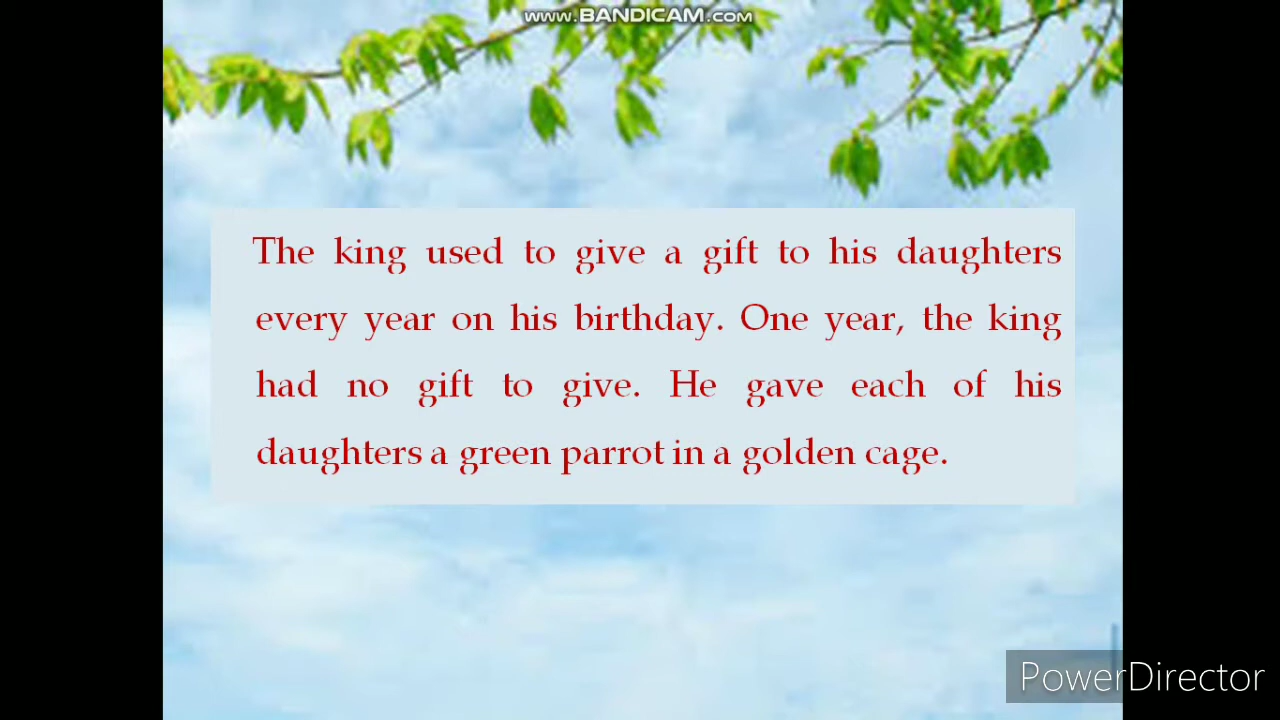 www.BANDICAM.com
The king used to give a gift to his daughters
every year on his birthday. One year, the king
had no gift to give. He gave each of his
daughters a green parrot in a golden cage.
PowerDirector